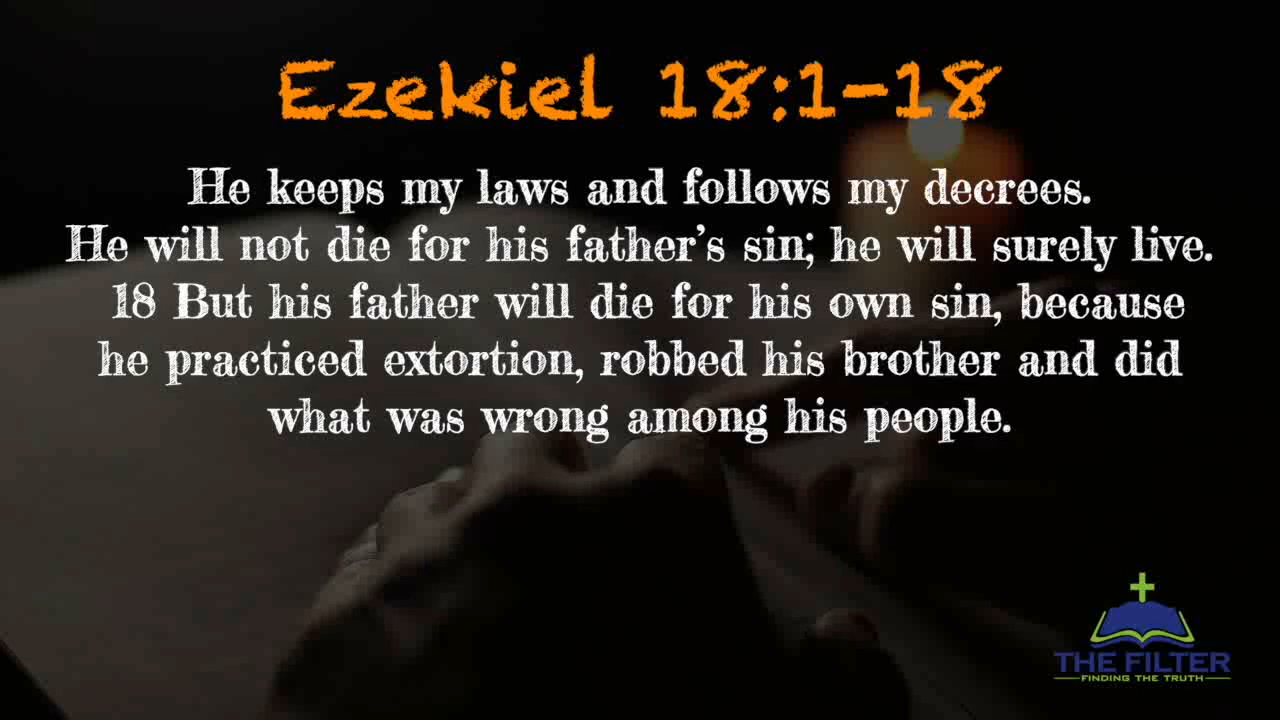 Ezekiel 18:1-18
He keeps my laws and follows my decrees.
He will not die for his father's sin; he will surely live.
18 But his father will die for his own sin, because
he practiced extortion, robbed his brother and did
what was wrong among his people.
THE FILTER
FINDING THE TRUTH